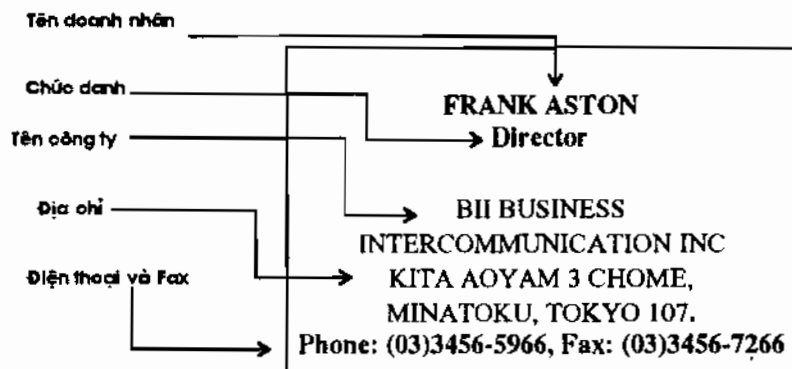 Tên doanh nhân
Chức danh
Tên công ty
Địa chỉ
Điện thoại và Fax
FRANK ASTON
Director
BII BUSINESS
INTERCOMMUNICATION INC
KITA AOYAM 3 CHOME,
MINATOKU, TOKYO 107.
Phone: (03)3456-5966, Fax: (03)3456-7266